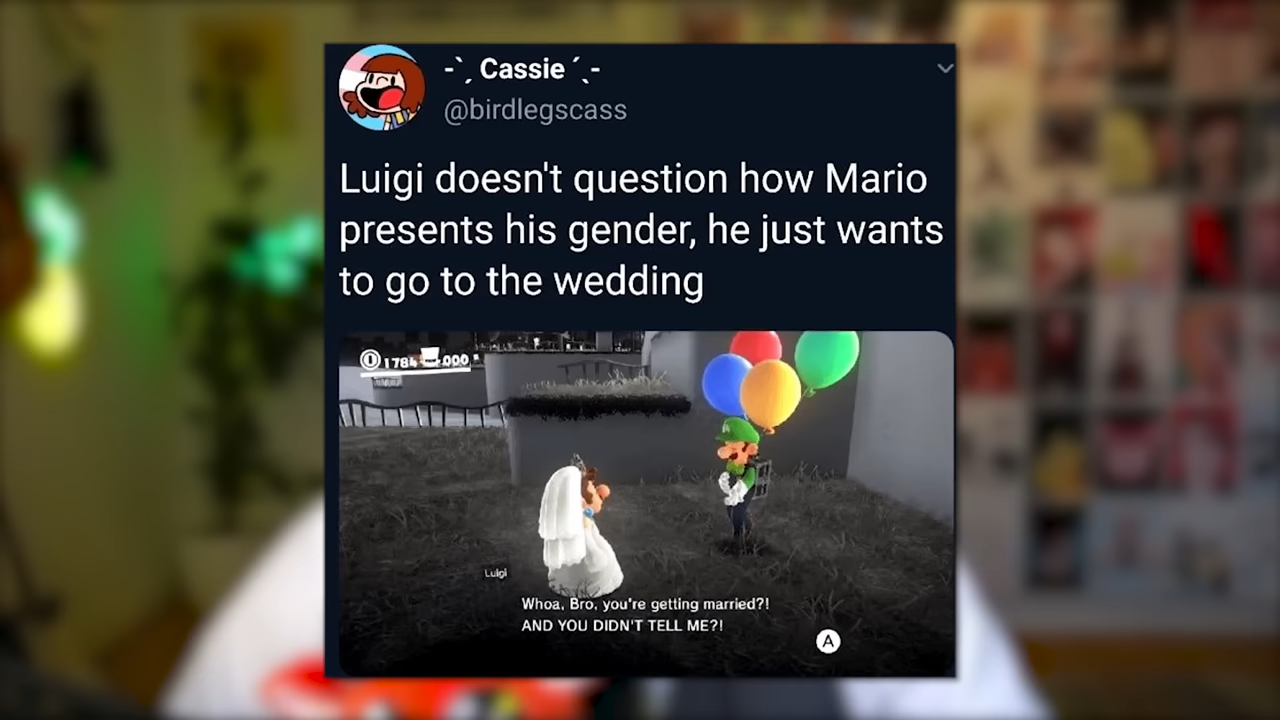 -`ˏ Cassie ˊˎ-
@birdlegscass
Luigi doesn't question how Mario
presents his gender, he just wants
to go to the wedding
1784
000
Luigi
Whoa, Bro, you're getting married?!
AND YOU DIDN'T TELL ME?!
A